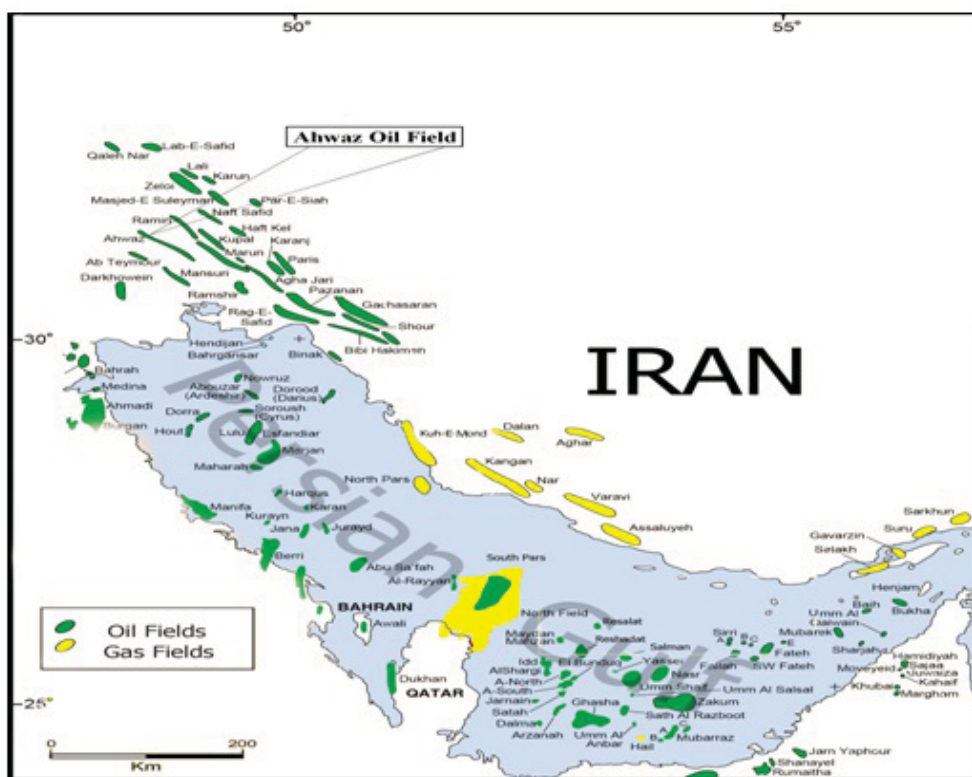 50°
55°
Ahwaz Oil Field
Qaleh Nar
Lab-E-Safid
Lali
Karun
Zeloi
Masjed-E Suleyman
Par-E-Siah
Naft Safid
Ramin
Haft Kel
Ahwaz
Kupal
Karanj
Marun
Paris
Ab Teymour
Mansuri
Agha Jari
Darkhowein
Ramshir
Pazanan
Rag-E-
Safid
Gachasaran
Shour
30°
Hendijan
Bahrgansar
Binak
Bibi Hakimeh
IRAN
Bahrah
Medina
Nowruz
Abouzar
(Ardeshir)
Dorood
(Darius)
Ahmadi
Burgan
Dorra
Soroush
(Cyrus)
Hout
Lulu
Esfandiar
Marjan
Maharah
Kuh-E-Mond
Dalan
Aghar
Kangan
North Pars
Nar
Varavi
Assaluyeh
Harqus
Karan
Manifa
Kurayn
Jana
Jurayd
Persian Gulf
Berri
Abu Sa'fah
Al-Rayyan
South Pars
Sarkhun
Suru
Gavarzin
Selakh
Henjam
BAHRAIN
Awali
North Field
Resalat
Baih
Bukha
Umm Al
Qaiwain
Oil Fields
Gas Fields
Maydan
Mahzan
Reshadat
Salman
Sirri
A
B
C
E
Mubarek
Fateh
SW Fateh
Sharjah
Hamidiyah
Sajaa
Moveyeid
Kahaif
Khubai
Margham
Idd
AlShargi
El Bunduq
Yasser
Nasr
Fallah
Dukhan
QATAR
A-North
A-South
Umm Shaif
Umm Al Salsal
Zakum
Jarnain
Satah
Ghasha
Sath Al Razboot
25°
Dalma
Arzanah
Umm Al
Anbar
Hail
A
B
C
Mubarraz
Jarn Yaphour
Shanayel
Rumaitha
0
200
Km